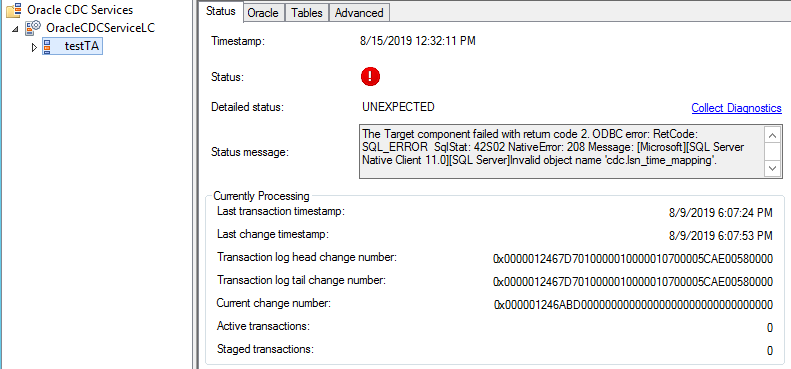 Oracle CDC Services
OracleCDCServiceLC
testTA
Status Oracle Tables Advanced
Timestamp: 8/15/2019 12:32:11 PM
Status:
Detailed status: UNEXPECTED Collect Diagnostics
Status message:
The Target component failed with return code 2. ODBC error: RetCode:
SQL_ERROR SqlStat: 42S02 NativeError: 208 Message: [Microsoft][SQL Server
Native Client 11.0][SQL Server]Invalid object name 'cdc.lsn_time_mapping'.
Currently Processing
Last transaction timestamp: 8/9/2019 6:07:24 PM
Last change timestamp: 8/9/2019 6:07:53 PM
Transaction log head change number: 0x0000012467D7010000010000010700005CAE00580000
Transaction log tail change number: 0x0000012467D7010000010000010700005CAE00580000
Current change number: 0x000001246ABD00000000000000000000000000000000
Active transactions: 0
Staged transactions: 0